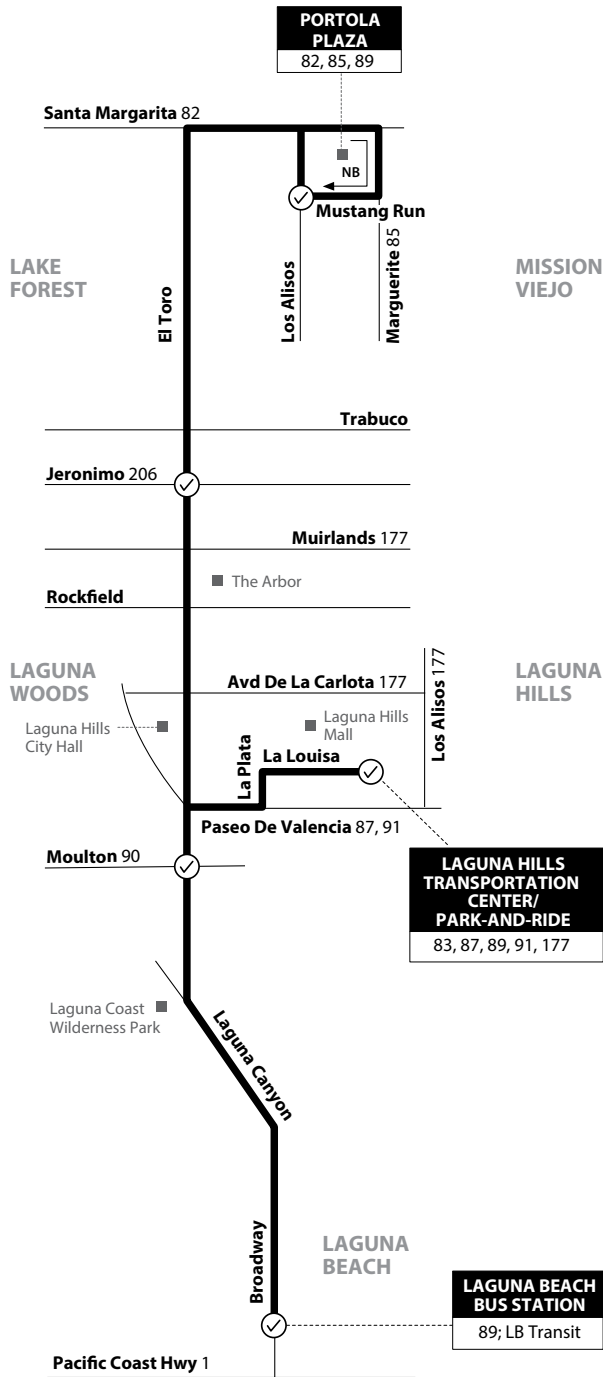 PORTOLA
PLAZA
82, 85, 89
Santa Margarita 82
NB
Mustang Run
LAKE
FOREST
El Toro
Los Alisos
Marguerite 85
MISSION
VIEJO
Trabuco
Jeronimo 206
Muirlands 177
The Arbor
Rockfield
LAGUNA
WOODS
Avd De La Carlota 177
Los Alisos 177
LAGUNA
HILLS
Laguna Hills
City Hall
Laguna Hills
Mall
La Plata
La Louisa
Paseo De Valencia 87, 91
Moulton 90
LAGUNA HILLS
TRANSPORTATION
CENTER/
PARK-AND-RIDE
83, 87, 89, 91, 177
Laguna Coast
Wilderness Park
Laguna Canyon
Broadway
LAGUNA
BEACH
LAGUNA BEACH
BUS STATION
89; LB Transit
Pacific Coast Hwy 1